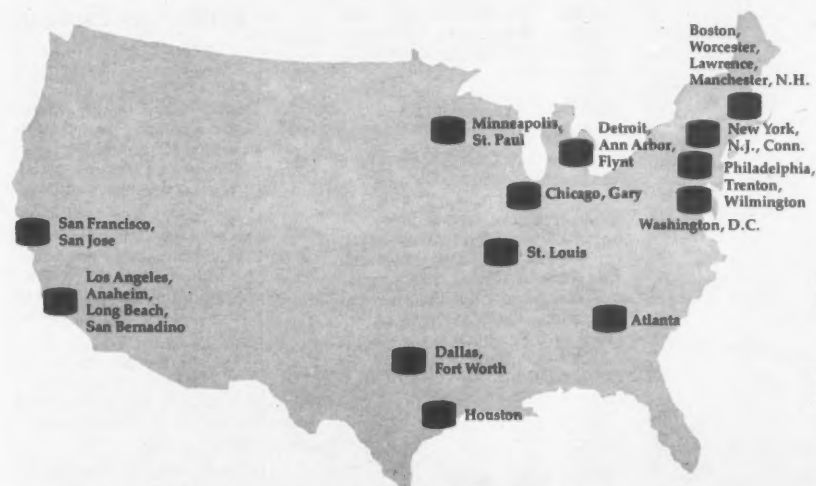 Boston,
Worcester,
Lawrence,
Manchester, N.H.
Minneapolis,
St. Paul
Detroit,
Ann Arbor,
Flynt
New York,
N.J., Conn.
Philadelphia,
Trenton,
Wilmington
Chicago, Gary
Washington, D.C.
San Francisco,
San Jose
St. Louis
Los Angeles,
Anaheim,
Long Beach,
San Bernadino
Atlanta
Dallas,
Fort Worth
Houston